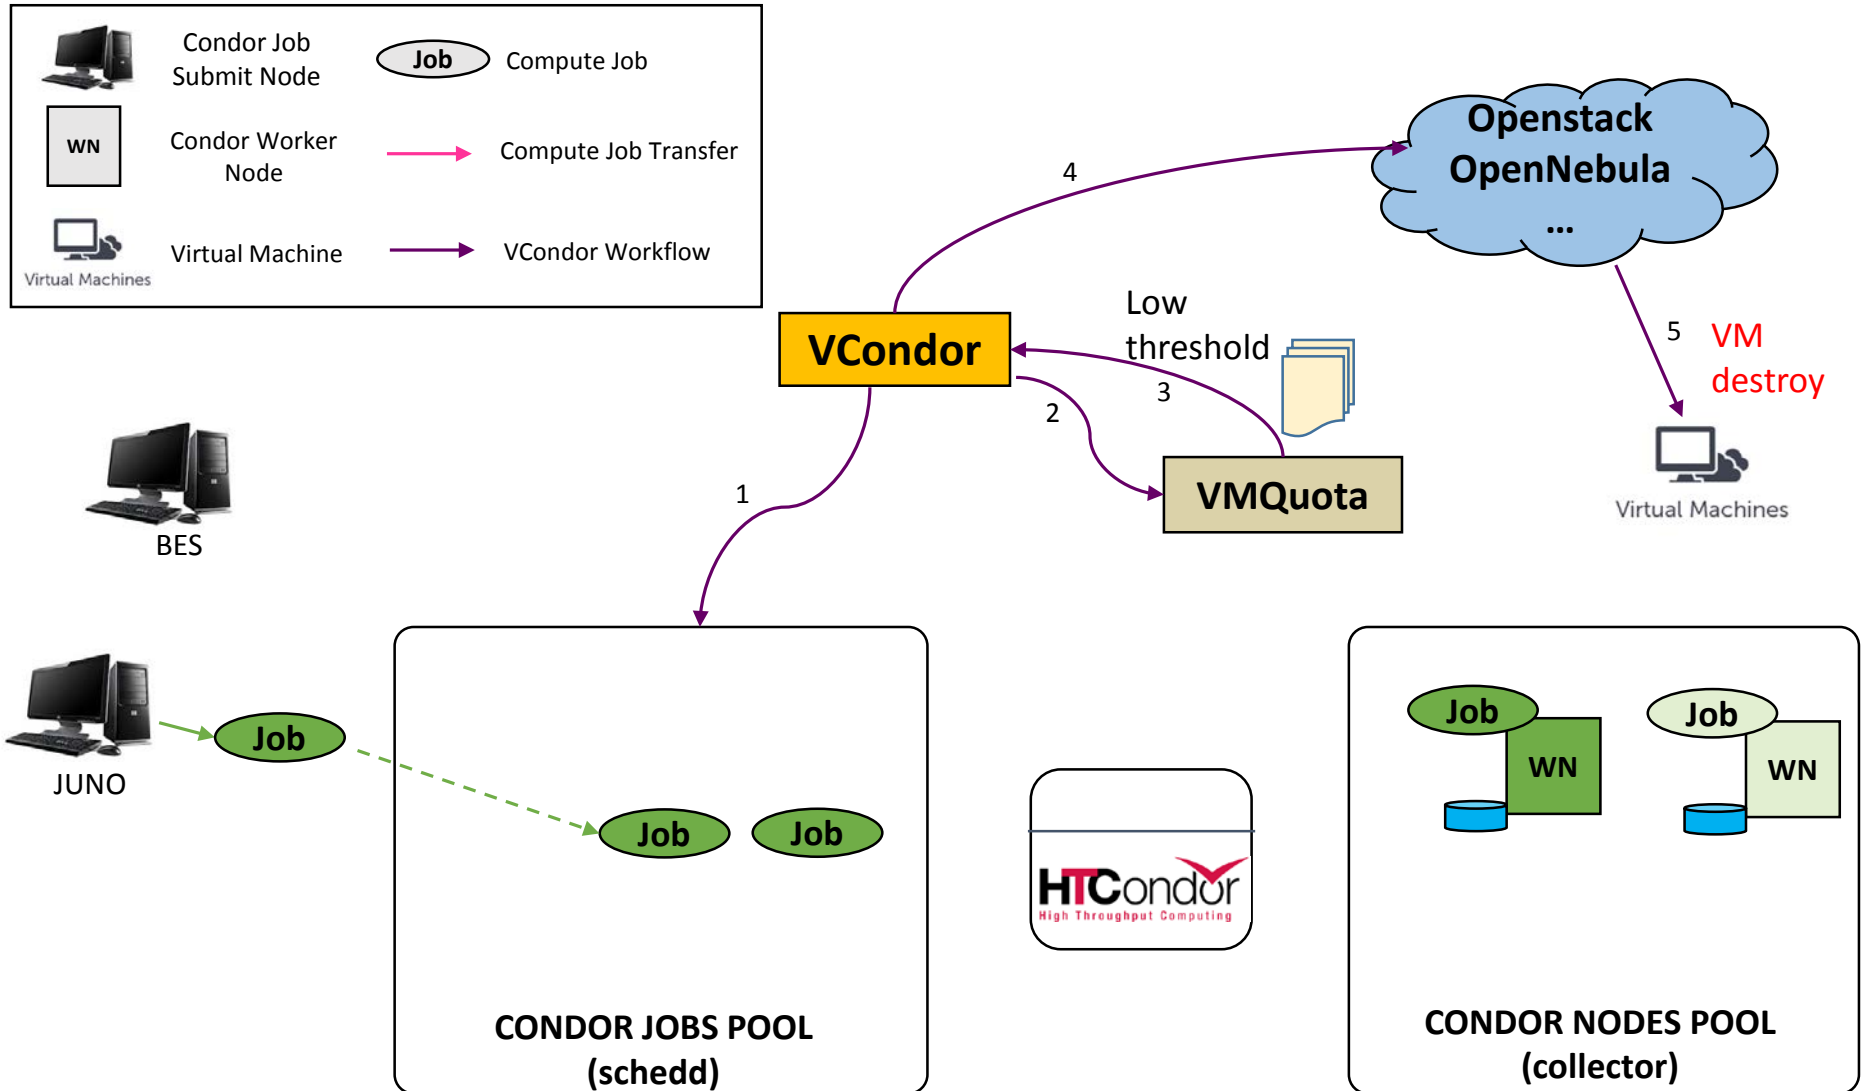 Condor Job
Submit Node
Job
Compute Job
WN
Condor Worker
Node
Compute Job Transfer
Virtual Machines
Virtual Machine
VCondor Workflow
Openstack
OpenNebula
...
4
Low
threshold
VCondor
3
2
5
VM
destroy
VMQuota
Virtual Machines
1
BES
JUNO
Job
Job
Job
HTCondor
High Throughput Computing
Job
WN
Job
WN
CONDOR JOBS POOL
(schedd)
CONDOR NODES POOL
(collector)